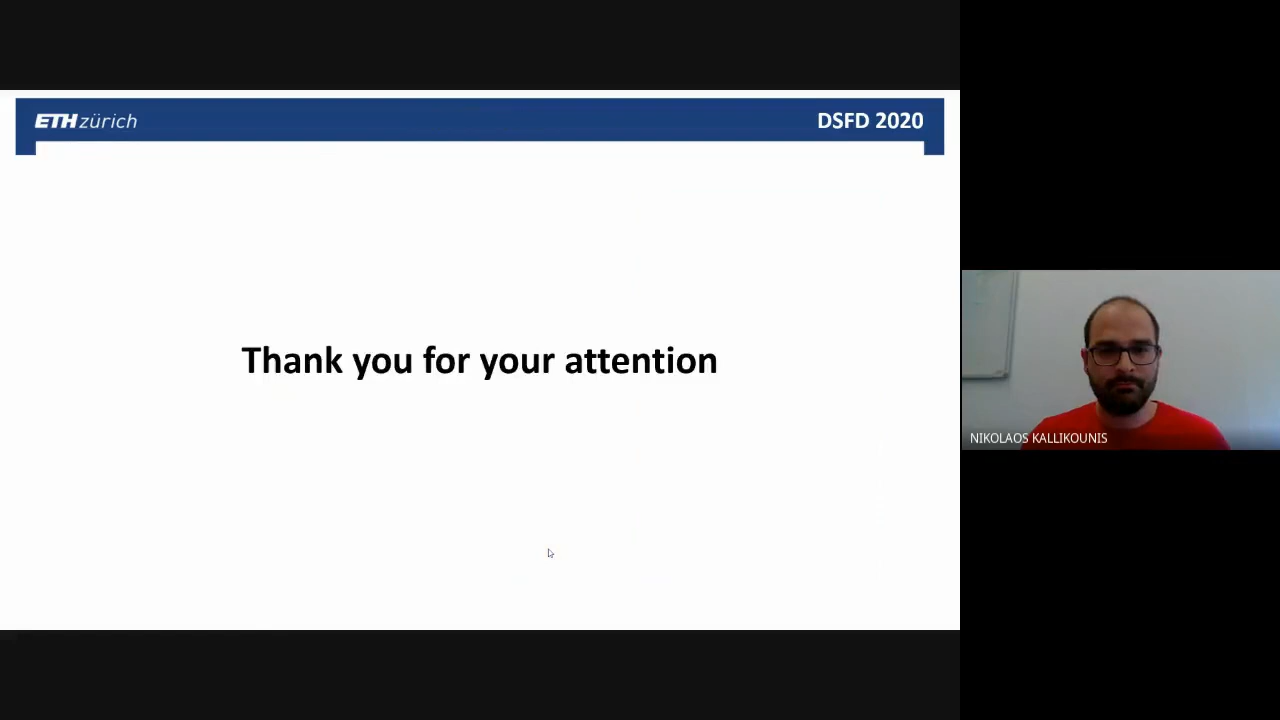 ETH zürich
DSFD 2020
Thank you for your attention
NIKOLAOS KALLIKOUNIS